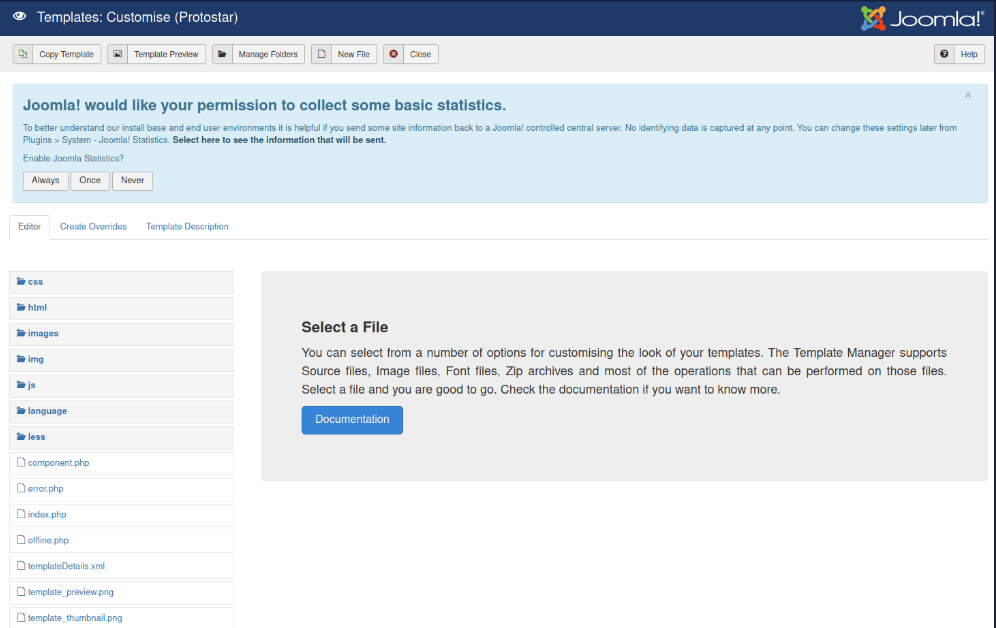 Templates: Customise (Protostar)
Joomla!®
Copy Template
Template Preview
Manage Folders
New File
Close
Help
×
Joomla! would like your permission to collect some basic statistics.
To better understand our install base and end user environments it is helpful if you send some site information back to a Joomla! controlled central server. No identifying data is captured at any point. You can change these settings later from
Plugins > System - Joomla! Statistics. Select here to see the information that will be sent.
Enable Joomla Statistics?
Always
Once
Never
Editor
Create Overrides
Template Description
css
html
images
img
js
language
less
component.php
error.php
index.php
offline.php
templateDetails.xml
template_preview.png
template_thumbnail.png
Select a File
You can select from a number of options for customising the look of your templates. The Template Manager supports
Source files, Image files, Font files, Zip archives and most of the operations that can be performed on those files.
Select a file and you are good to go. Check the documentation if you want to know more.
Documentation